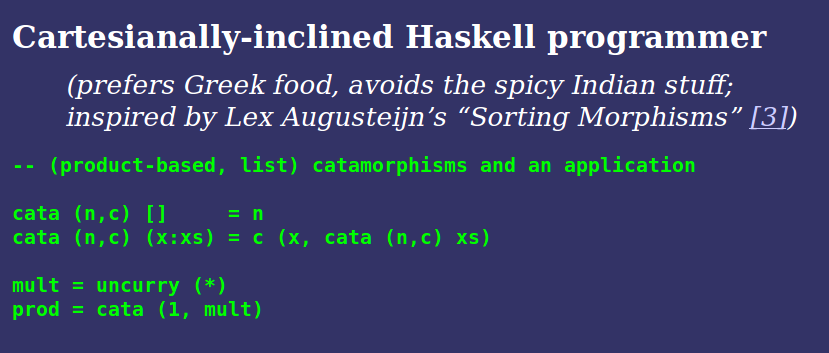 Cartesianally-inclined Haskell programmer
(prefers Greek food, avoids the spicy Indian stuff;
inspired by Lex Augusteijn’s “Sorting Morphisms” [3])
-- (product-based, list) catamorphisms and an application
cata (n,c) []     = n
cata (n,c) (x:xs) = c (x, cata (n,c) xs)
mult = uncurry (*)
prod = cata (1, mult)